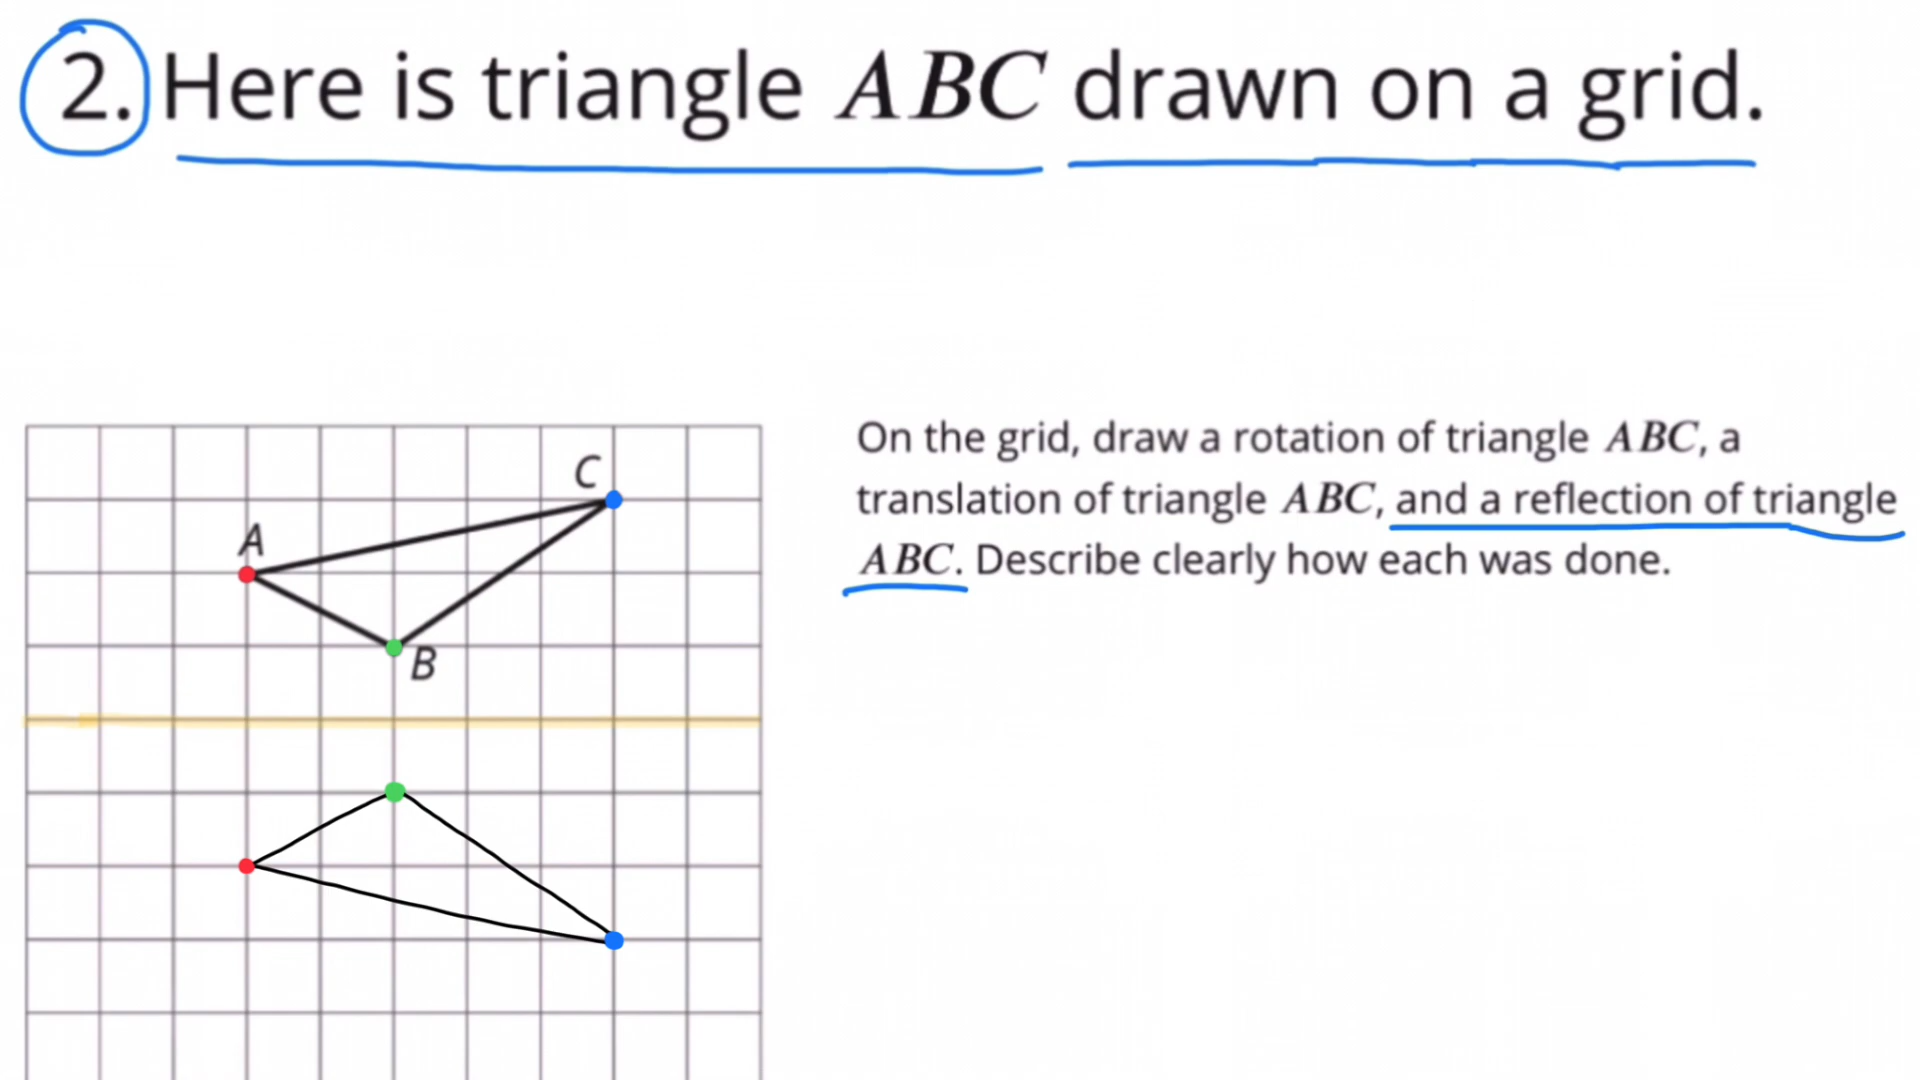 2. Here is triangle ABC drawn on a grid.
C
A
B
On the grid, draw a rotation of triangle ABC, a
translation of triangle ABC, and a reflection of triangle
ABC. Describe clearly how each was done.